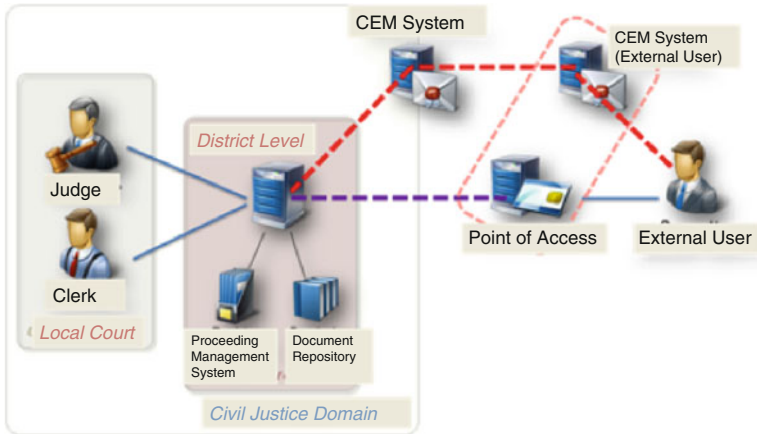 CEM System
CEM System
(External User)
District Level
Judge
Point of Access
External User
Clerk
Local Court
Proceeding
Management
System
Document
Repository
Civil Justice Domain